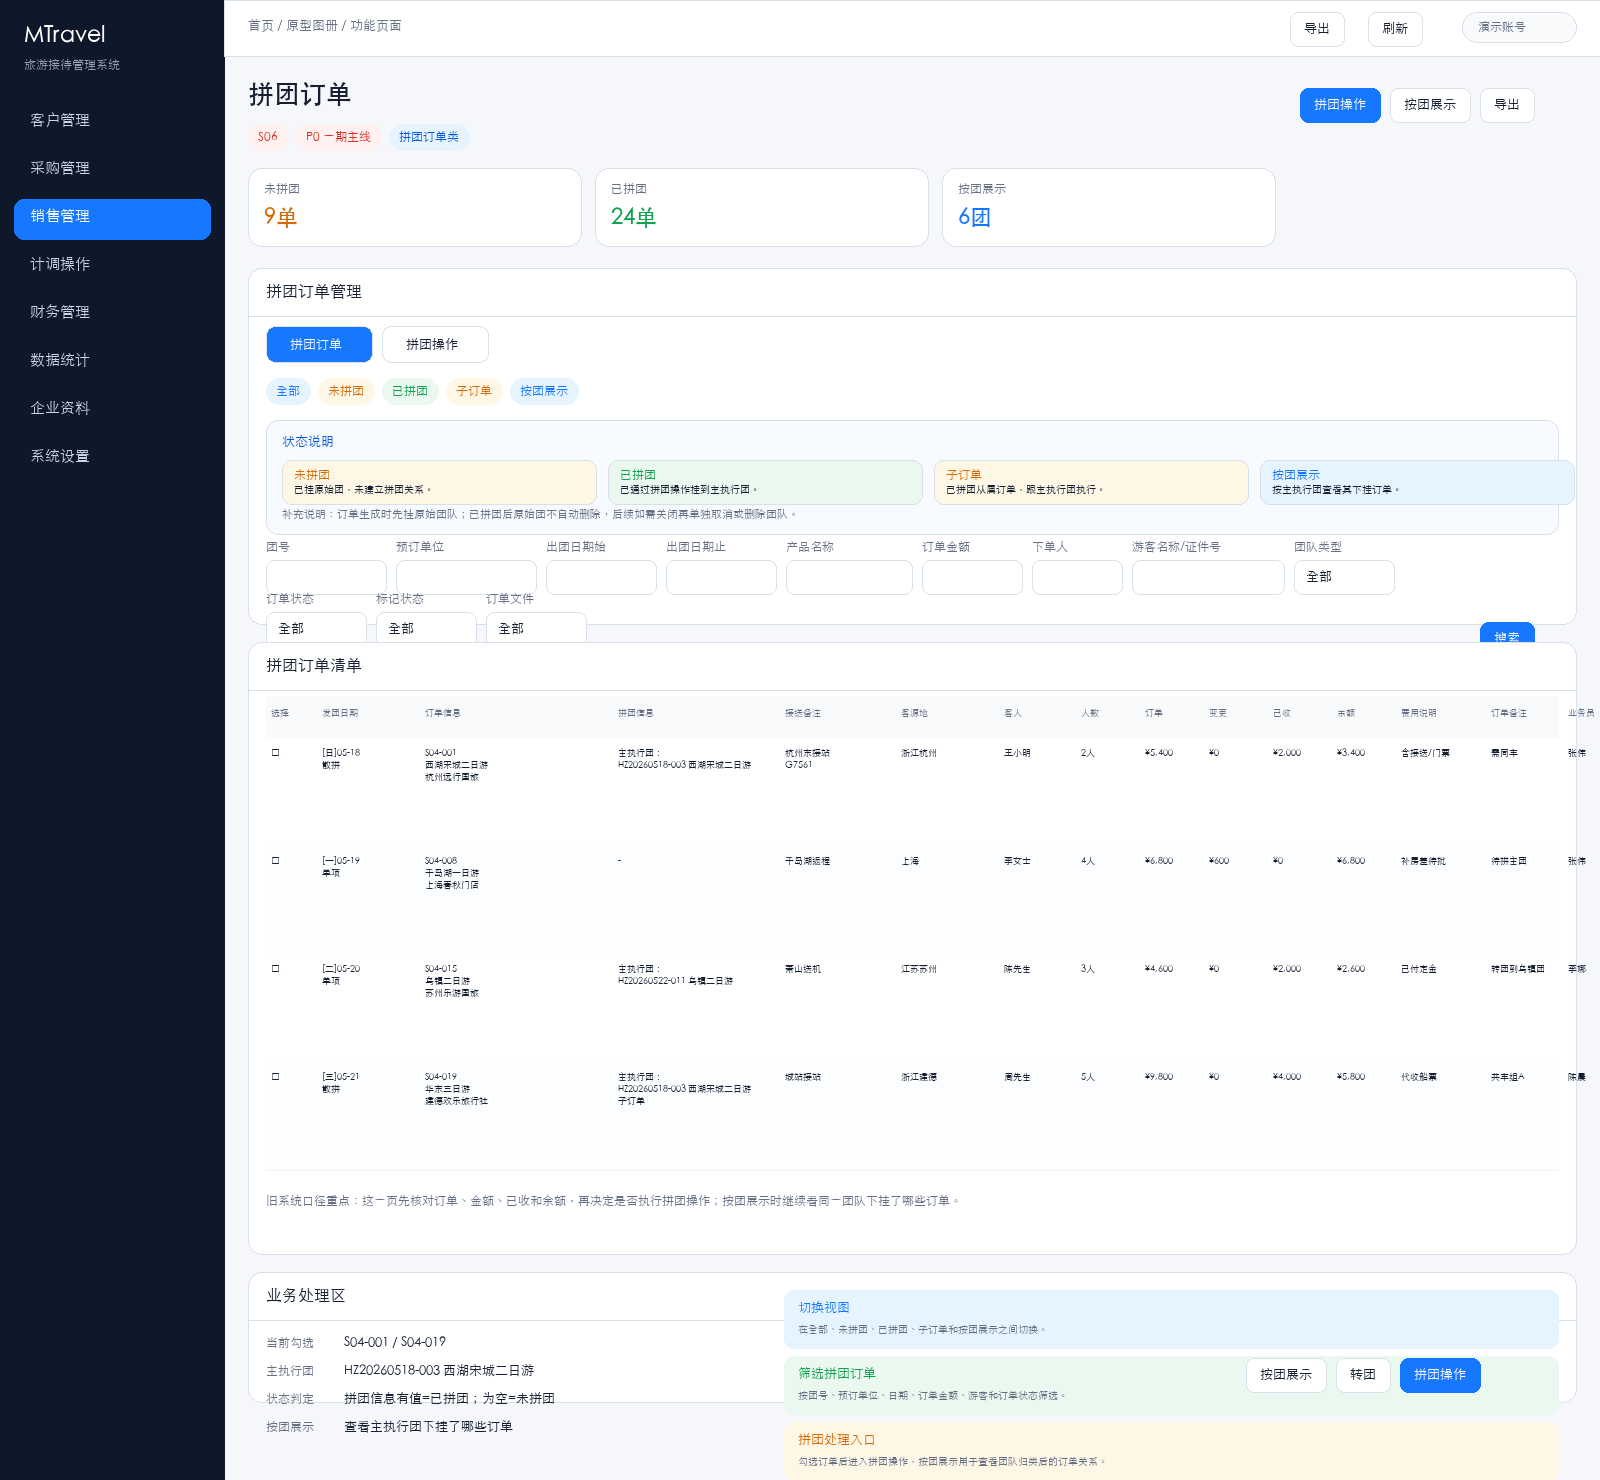 MTravel
旅游接待管理系统
客户管理
采购管理
销售管理
计调操作
财务管理
数据统计
企业资料
系统设置
首页 / 原型图册 / 功能页面
导出
刷新
演示账号
拼团订单
拼团操作
按团展示
导出
S06
P0 一期主线
拼团订单类
未拼团
9单
已拼团
24单
按团展示
6团
拼团订单管理
拼团订单
拼团操作
全部
未拼团
已拼团
子订单
按团展示
状态说明
未拼团
已挂原始团，未建立拼团关系。
已拼团
已通过拼团操作挂到主执行团。
子订单
已拼团从属订单，跟主执行团执行。
按团展示
按主执行团查看其下挂订单。
补充说明：订单生成时先挂原始团队；已拼团后原始团不自动删除，后续如需关闭再单独取消或删除团队。
团号
预订单位
出团日期始
出团日期止
产品名称
订单金额
下单人
游客名称/证件号
团队类型
全部
订单状态
标记状态
订单文件
全部
全部
全部
搜索
拼团订单清单
选择 发团日期 订单信息 拼团信息 接送备注 客源地 客人 人数 订单 变更 已收 余额 费用说明 订单备注 业务员
☐ [日]05-18 S04-001 主执行团： 杭州东接站 浙江杭州 王小明 2人 ¥5,400 ¥0 ¥2,000 ¥3,400 含接送/门票 需同车 张伟
散拼 西湖宋城二日游 HZ20260518-003 西湖宋城二日游 G7561
杭州远行国旅
☐ [一]05-19 S04-008 - 千岛湖返程 上海 李女士 4人 ¥6,800 ¥600 ¥0 ¥6,800 补房差待批 待拼主团 张伟
单项 千岛湖一日游
上海春秋门店
☐ [二]05-20 S04-015 主执行团： 萧山送机 江苏苏州 陈先生 3人 ¥4,600 ¥0 ¥2,000 ¥2,600 已付定金 转团到乌镇团 李娜
单项 乌镇二日游 HZ20260522-011 乌镇二日游
苏州乐游国旅
☐ [三]05-21 S04-019 主执行团： 城站接站 浙江建德 周先生 5人 ¥9,800 ¥0 ¥4,000 ¥5,800 代收船票 共车组A 陈晨
散拼 华东三日游 HZ20260518-003 西湖宋城二日游
建德欢乐旅行社 子订单
旧系统口径重点：这一页先核对订单、金额、已收和余额，再决定是否执行拼团操作；按团展示时继续看同一团队下挂了哪些订单。
业务处理区
当前勾选 S04-001 / S04-019
主执行团 HZ20260518-003 西湖宋城二日游
状态判定 拼团信息有值=已拼团；为空=未拼团
按团展示 查看主执行团下挂了哪些订单
切换视图
在全部、未拼团、已拼团、子订单和按团展示之间切换。
筛选拼团订单
按团号、预订单位、日期、订单金额、游客和订单状态筛选。
按团展示
转团
拼团操作
拼团处理入口
勾选订单后进入拼团操作，按团展示用于查看团队归类后的订单关系。